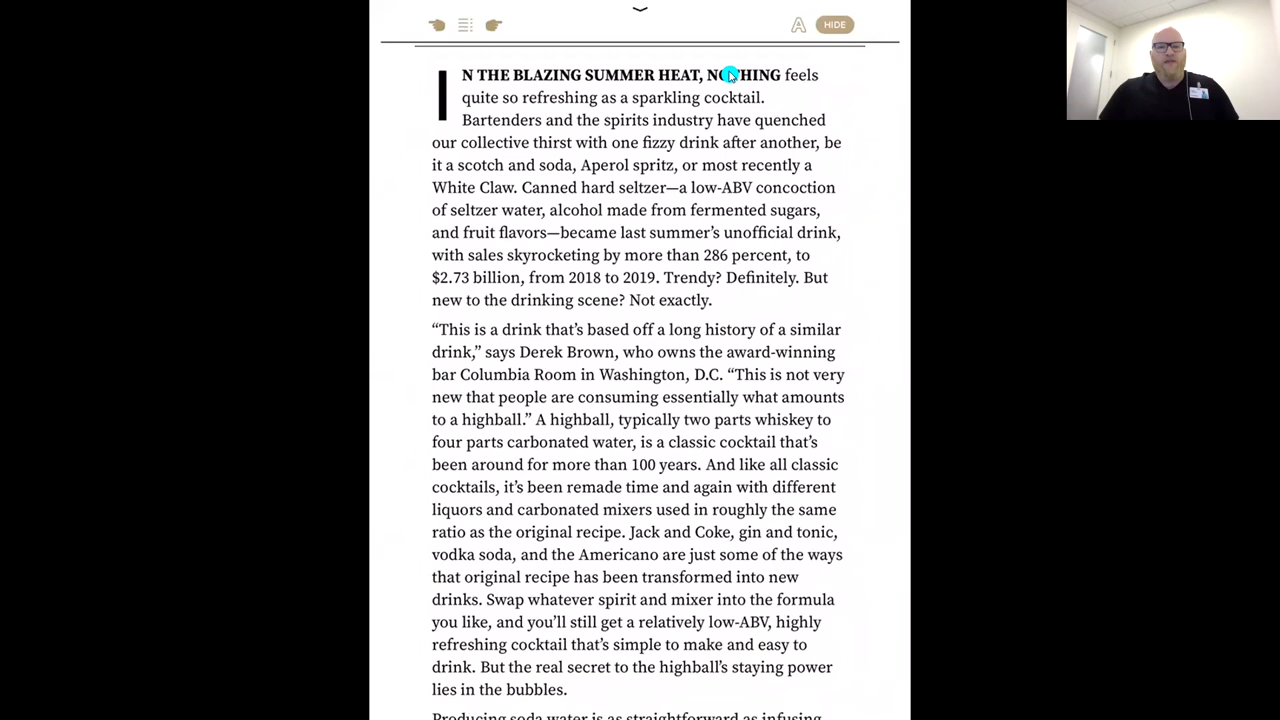 HIDE
IN THE BLAZING SUMMER HEAT, NOTHING feels
quite so refreshing as a sparkling cocktail.
Bartenders and the spirits industry have quenched
our collective thirst with one fizzy drink after another, be
it a scotch and soda, Aperol spritz, or most recently a
White Claw. Canned hard seltzer—a low-ABV concoction
of seltzer water, alcohol made from fermented sugars,
and fruit flavors—became last summer’s unofficial drink,
with sales skyrocketing by more than 286 percent, to
$2.73 billion, from 2018 to 2019. Trendy? Definitely. But
new to the drinking scene? Not exactly.
“This is a drink that’s based off a long history of a similar
drink,” says Derek Brown, who owns the award-winning
bar Columbia Room in Washington, D.C. “This is not very
new that people are consuming essentially what amounts
to a highball.” A highball, typically two parts whiskey to
four parts carbonated water, is a classic cocktail that’s
been around for more than 100 years. And like all classic
cocktails, it’s been remade time and again with different
liquors and carbonated mixers used in roughly the same
ratio as the original recipe. Jack and Coke, gin and tonic,
vodka soda, and the Americano are just some of the ways
that original recipe has been transformed into new
drinks. Swap whatever spirit and mixer into the formula
you like, and you’ll still get a relatively low-ABV, highly
refreshing cocktail that’s simple to make and easy to
drink. But the real secret to the highball’s staying power
lies in the bubbles.
Producing soda water is as straightforward as infusing